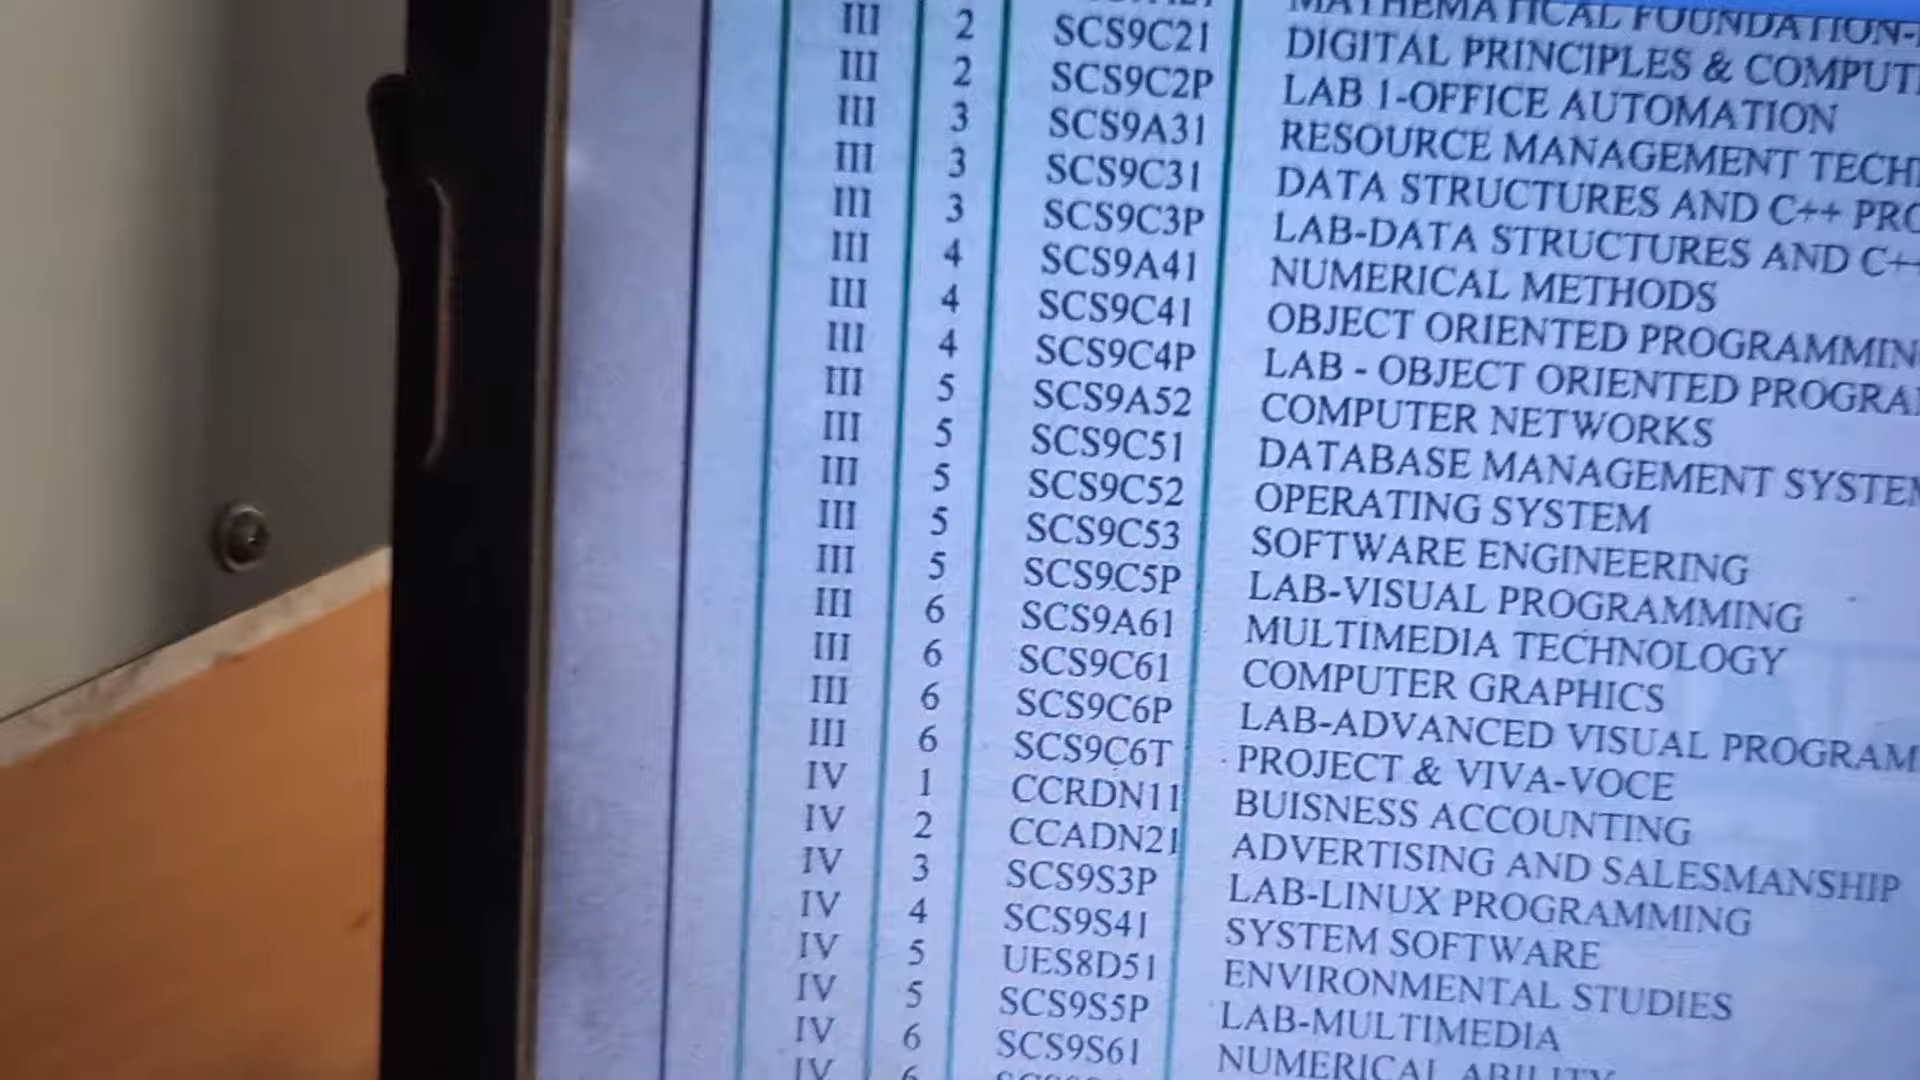 MATHEMATICAL FOUNDATION-
III 2 SCS9C21 DIGITAL PRINCIPLES & COMPUT
III 2 SCS9C2P LAB 1-OFFICE AUTOMATION
III 3 SCS9A31 RESOURCE MANAGEMENT TECH
III 3 SCS9C31 DATA STRUCTURES AND C++ PRO
III 3 SCS9C3P LAB-DATA STRUCTURES AND C++
III 4 SCS9A41 NUMERICAL METHODS
III 4 SCS9C41 OBJECT ORIENTED PROGRAMMIN
III 4 SCS9C4P LAB - OBJECT ORIENTED PROGRA
III 5 SCS9A52 COMPUTER NETWORKS
III 5 SCS9C51 DATABASE MANAGEMENT SYSTEM
III 5 SCS9C52 OPERATING SYSTEM
III 5 SCS9C53 SOFTWARE ENGINEERING
III 5 SCS9C5P LAB-VISUAL PROGRAMMING
III 6 SCS9A61 MULTIMEDIA TECHNOLOGY
III 6 SCS9C61 COMPUTER GRAPHICS
III 6 SCS9C6P LAB-ADVANCED VISUAL PROGRAM
III 6 SCS9C6T PROJECT & VIVA-VOCE
IV 1 CCRDN11 BUISNESS ACCOUNTING
IV 2 CCADN21 ADVERTISING AND SALESMANSHIP
IV 3 SCS9S3P LAB-LINUX PROGRAMMING
IV 4 SCS9S41 SYSTEM SOFTWARE
IV 5 UES8D51 ENVIRONMENTAL STUDIES
IV 5 SCS9S5P LAB-MULTIMEDIA
IV 6 SCS9S61 NUMERICAL ABILITY
IV 6